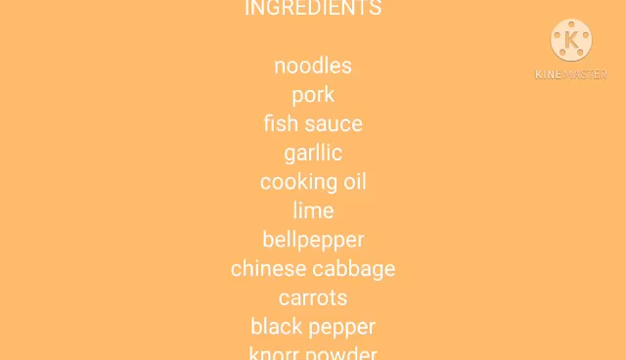 INGREDIENTS
K
KINEMASTER
noodles
pork
fish sauce
garllic
cooking oil
lime
bellpepper
chinese cabbage
carrots
black pepper
knorr powder